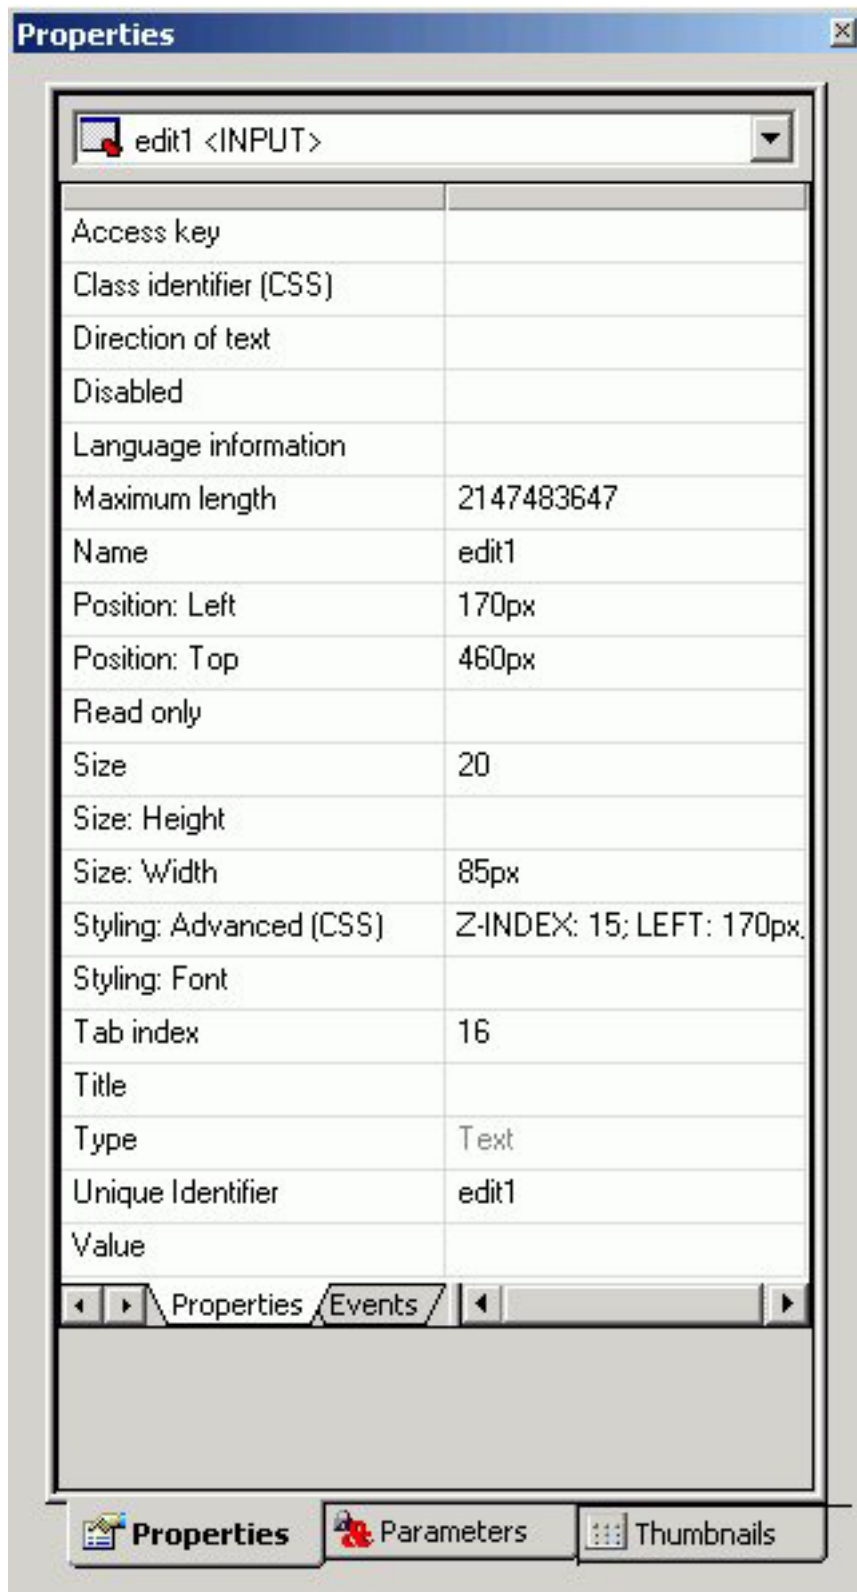 Properties
edit1 <INPUT>
Access key
Class identifier (CSS)
Direction of text
Disabled
Language information
Maximum length 2147483647
Name edit1
Position: Left 170px
Position: Top 460px
Read only
Size 20
Size: Height
Size: Width 85px
Styling: Advanced (CSS) Z-INDEX: 15; LEFT: 170px;
Styling: Font
Tab index 16
Title
Type Text
Unique Identifier edit1
Value
Properties Events
Properties Parameters Thumbnails